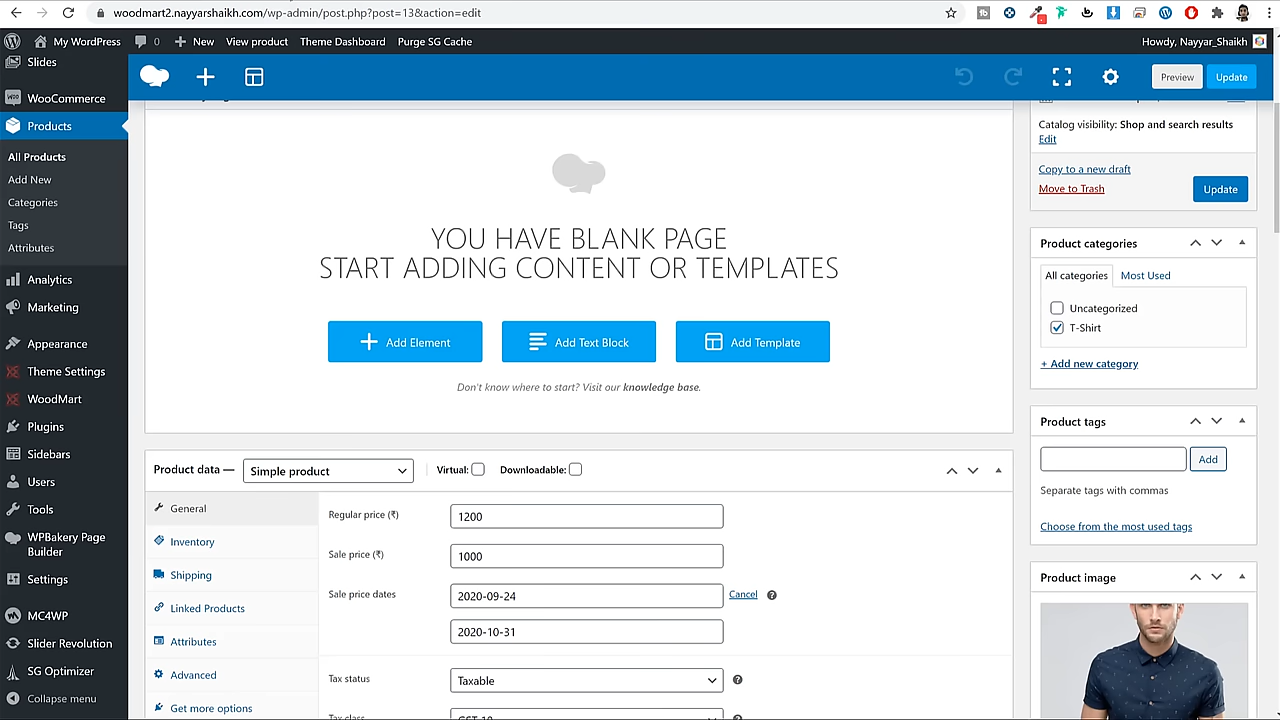 woodmart2.nayyarshaikh.com/wp-admin/post.php?post=13&action=edit
My WordPress
0
New
View product
Theme Dashboard
Purge SG Cache
Howdy, Nayyar_Shaikh
Slides
WooCommerce
Products
All Products
Add New
Categories
Tags
Attributes
Analytics
Marketing
Appearance
Theme Settings
WoodMart
Plugins
Sidebars
Users
Tools
WPBakery Page
Builder
Settings
MC4WP
Slider Revolution
SG Optimizer
Collapse menu
Preview
Update
YOU HAVE BLANK PAGE
START ADDING CONTENT OR TEMPLATES
Add Element
Add Text Block
Add Template
Don't know where to start? Visit our knowledge base.
Product data —
Simple product
Virtual:
Downloadable:
General
Inventory
Shipping
Linked Products
Attributes
Advanced
Get more options
Regular price (₹)
1200
Sale price (₹)
1000
Sale price dates
2020-09-24
Cancel
2020-10-31
Tax status
Taxable
Catalog visibility: Shop and search results
Edit
Copy to a new draft
Move to Trash
Update
Product categories
All categories
Most Used
Uncategorized
T-Shirt
+ Add new category
Product tags
Add
Separate tags with commas
Choose from the most used tags
Product image